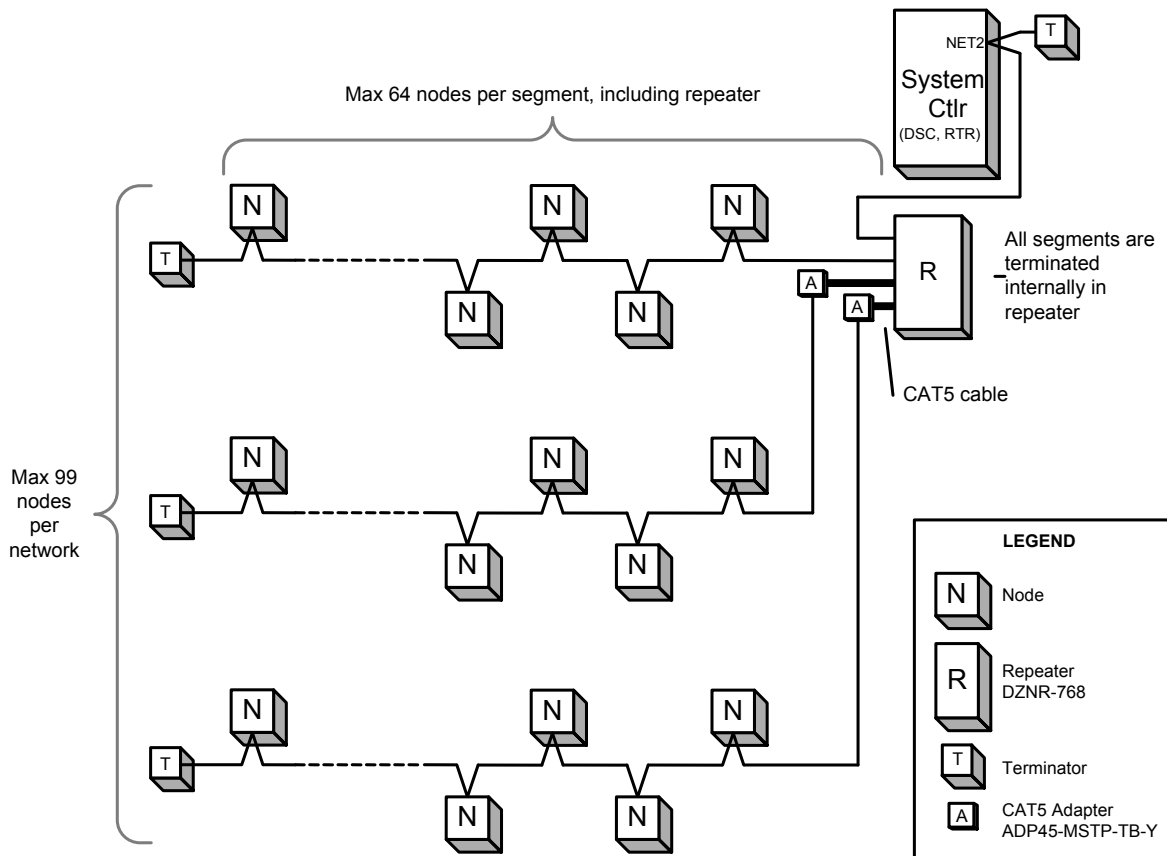 NET2
T
System
Ctlr
(DSC, RTR)
Max 64 nodes per segment, including repeater
N
N
N
T
N
N
R
All segments are
terminated
internally in
repeater
A
A
CAT5 cable
Max 99
nodes
per
network
N
N
N
T
N
N
N
N
N
T
N
N
LEGEND
N
Node
R
Repeater
DZNR-768
T
Terminator
A
CAT5 Adapter
ADP45-MSTP-TB-Y